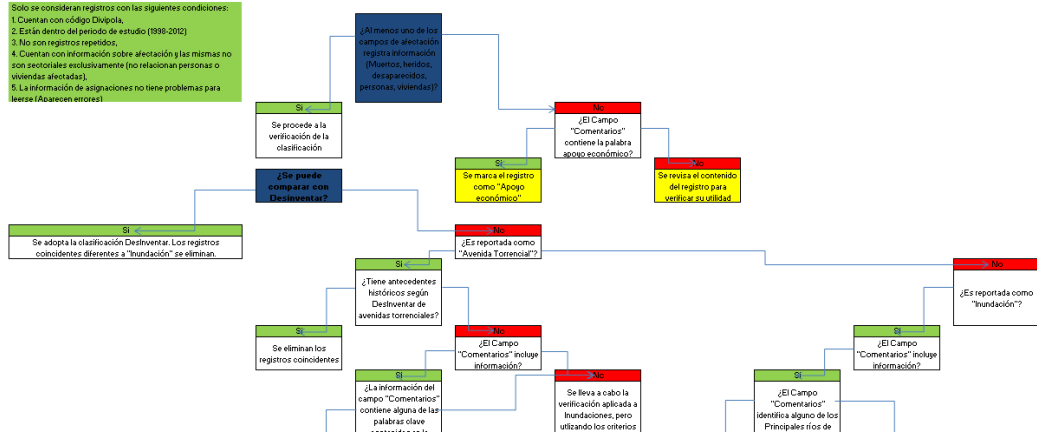 Solo se consideran registros con las siguientes condiciones:
1. Cuentan con código Divipola,
2. Están dentro del periodo de estudio (1998-2012)
3. No son registros repetidos,
4. Cuentan con información sobre afectación y las mismas no
son sectoriales exclusivamente (no relacionan personas o
viviendas afectadas),
5. La información de asignaciones no tiene problemas para
leerse (Aparecen errores)
¿Al menos uno de los
campos de afectación
registra información
(Muertos, heridos,
desaparecidos,
personas, viviendas)?
Si
Se procede a la
verificación de la
clasificación
No
¿El Campo
"Comentarios"
contiene la palabra
apoyo económico?
Si
Se marca el registro
como "Apoyo
económico"
No
Se revisa el contenido
del registro para
verificar su utilidad
¿Se puede
comparar con
Desinventar?
Si
Se adopta la clasificación DesInventar. Los registros
coincidentes diferentes a "Inundación" se eliminan.
No
¿Es reportada como
"Avenida Torrencial"?
Si
¿Tiene antecedentes
históricos según
DesInventar de
avenidas torrenciales?
No
¿Es reportada como
"Inundación"?
Si
Se eliminan los
registros coincidentes
No
¿El Campo
"Comentarios" incluye
información?
Si
¿El Campo
"Comentarios" incluye
información?
Si
¿La información del
campo "Comentarios"
contiene alguna de las
palabras clave
No
Se lleva a cabo la
verificación aplicada a
Inundaciones, pero
utlizando los criterios
Si
¿El Campo
"Comentarios"
identifica alguno de los
Principales ríos de